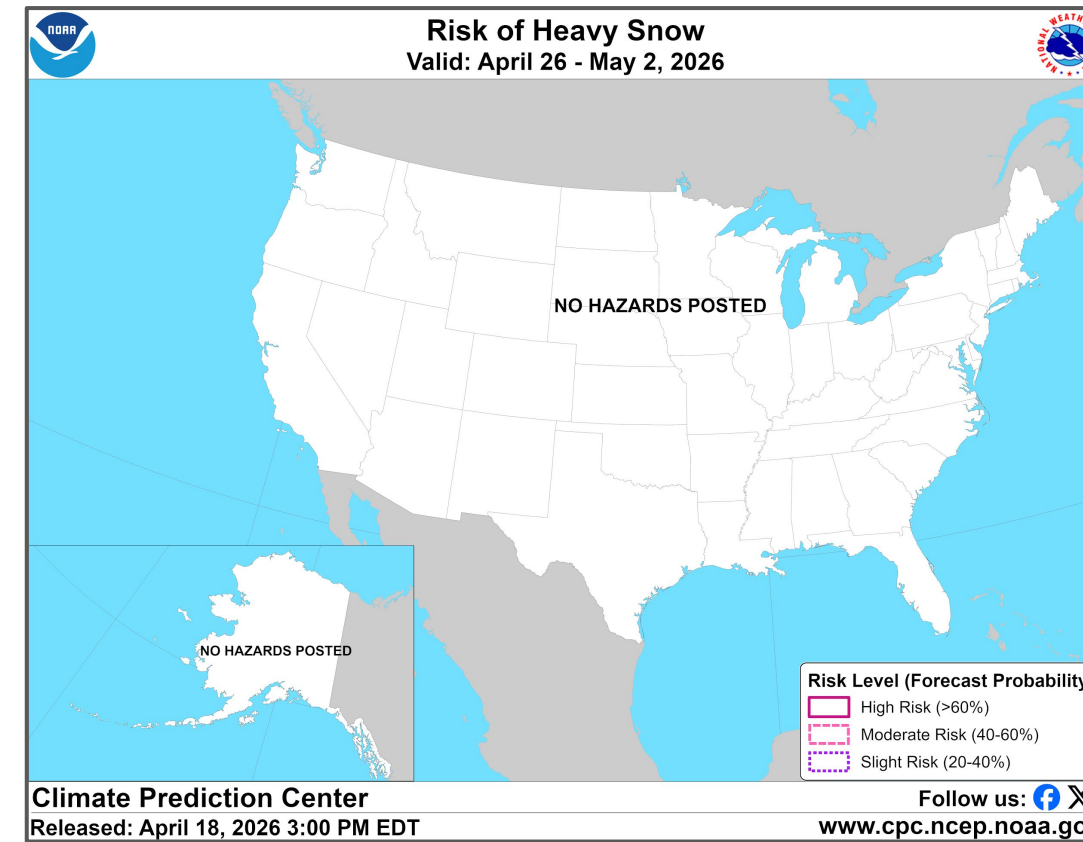 NOAA
Risk of Heavy Snow
Valid: April 26 - May 2, 2026
NATIONAL WEATH
NO HAZARDS POSTED
NO HAZARDS POSTED
Risk Level (Forecast Probability
High Risk (>60%)
Moderate Risk (40-60%)
Slight Risk (20-40%)
Climate Prediction Center
Follow us:
Released: April 18, 2026 3:00 PM EDT
www.cpc.ncep.noaa.go